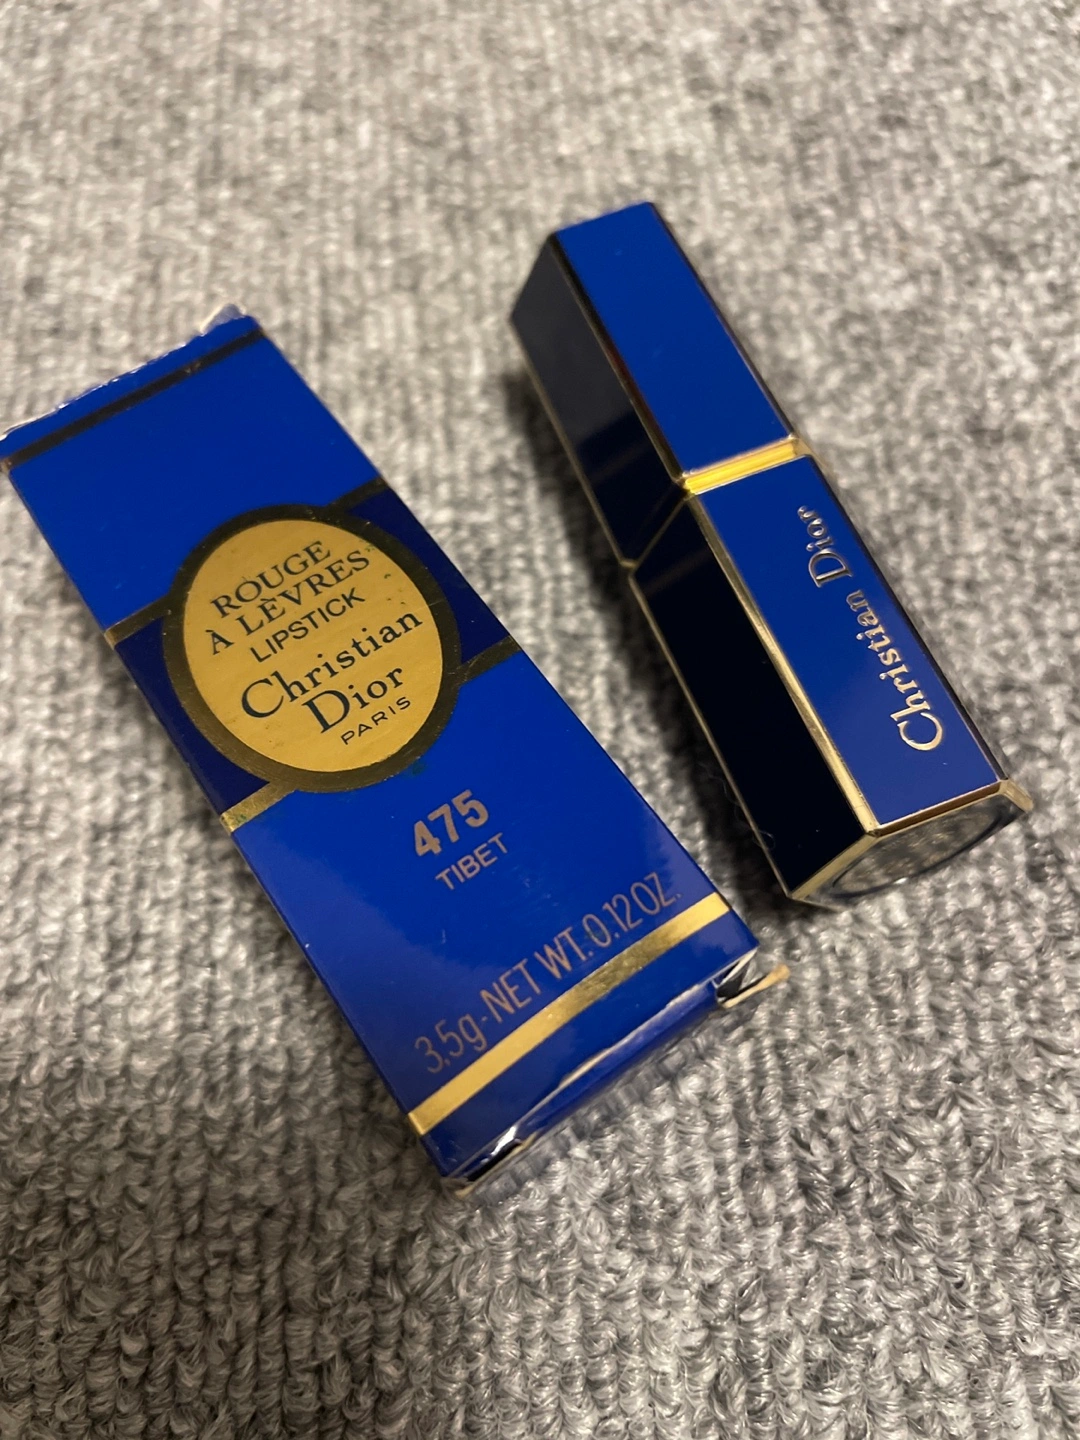 ROUGE
À LÈVRES
LIPSTICK
Christian
Dior
PARIS
475
TIBET
3,5g-NET WT. 0.12 OZ.
Christian Dior